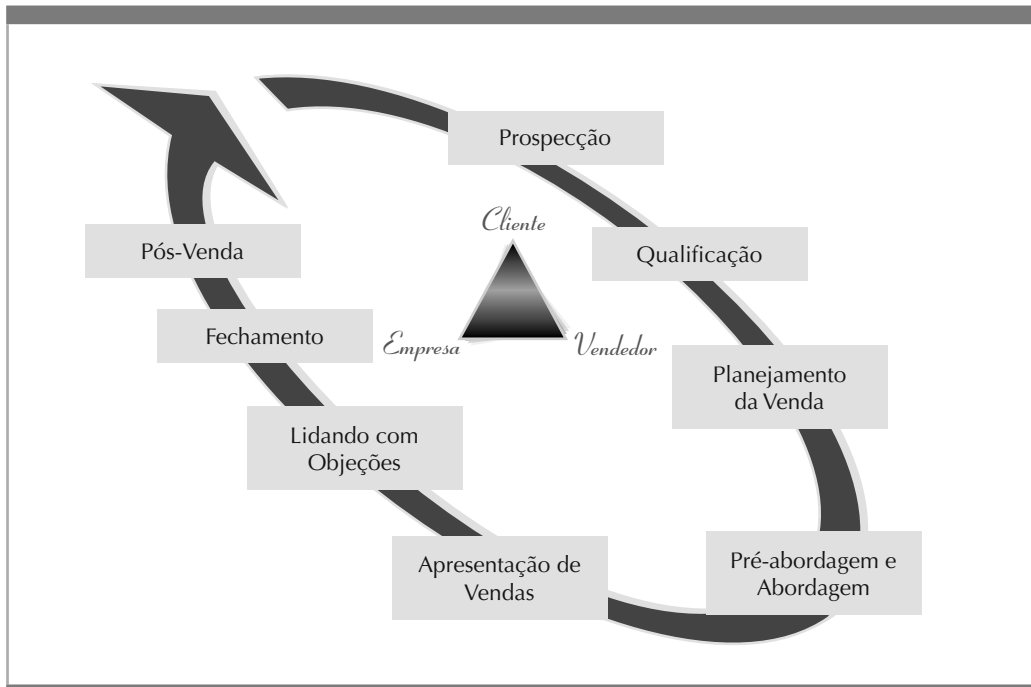 Prospecção
Cliente
Qualificação
Pós-Venda
Fechamento
Empresa
Vendedor
Planejamento
da Venda
Lidando com
Objeções
Apresentação de
Vendas
Pré-abordagem e
Abordagem